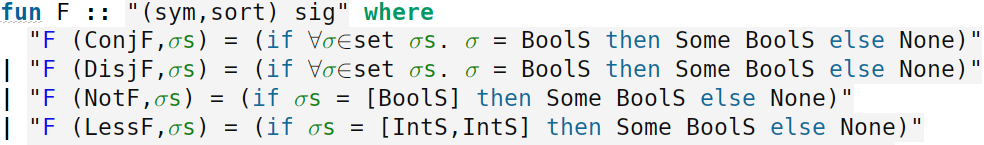 fun F :: "(sym,sort) sig" where
"F (ConjF,σs) = (if ∀σ∈set σs. σ = BoolS then Some BoolS else None)"
| "F (DisjF,σs) = (if ∀σ∈set σs. σ = BoolS then Some BoolS else None)"
| "F (NotF,σs) = (if σs = [BoolS] then Some BoolS else None)"
| "F (LessF,σs) = (if σs = [IntS,IntS] then Some BoolS else None)"